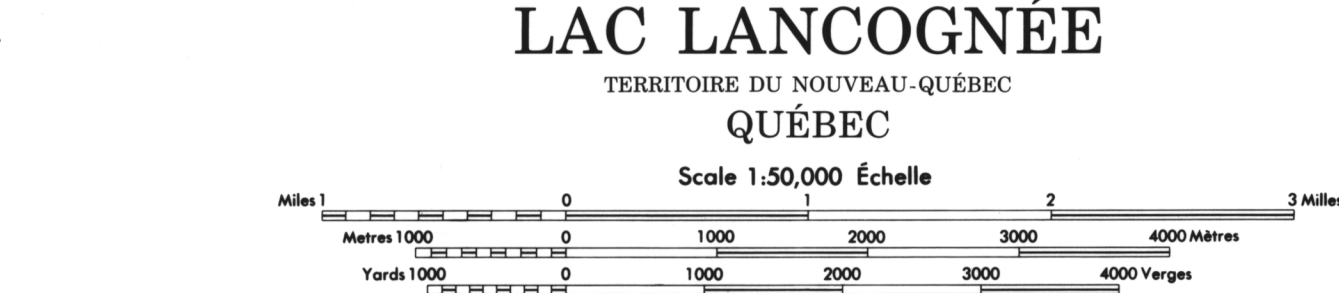 LAC LANCOGNÉE
TERRITOIRE DU NOUVEAU-QUÉBEC
QUÉBEC
Scale 1:50,000 Échelle
Miles 1 0 1 2 3 Milles
Metres 1000 0 1000 2000 3000 4000 Mètres
Yards 1000 0 1000 2000 3000 4000 Verges